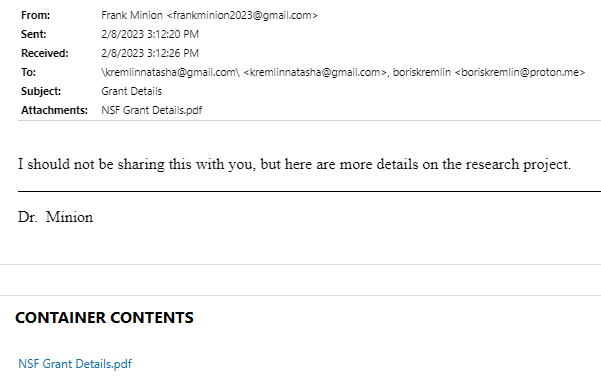 From: Frank Minion <frankminion2023@gmail.com>
Sent: 2/8/2023 3:12:20 PM
Received: 2/8/2023 3:12:26 PM
To: \kremlinnatasha@gmail.com\ <kremlinnatasha@gmail.com>, boriskremlin <boriskremlin@proton.me>
Subject: Grant Details
Attachments: NSF Grant Details.pdf
I should not be sharing this with you, but here are more details on the research project.
Dr.  Minion
CONTAINER CONTENTS
NSF Grant Details.pdf